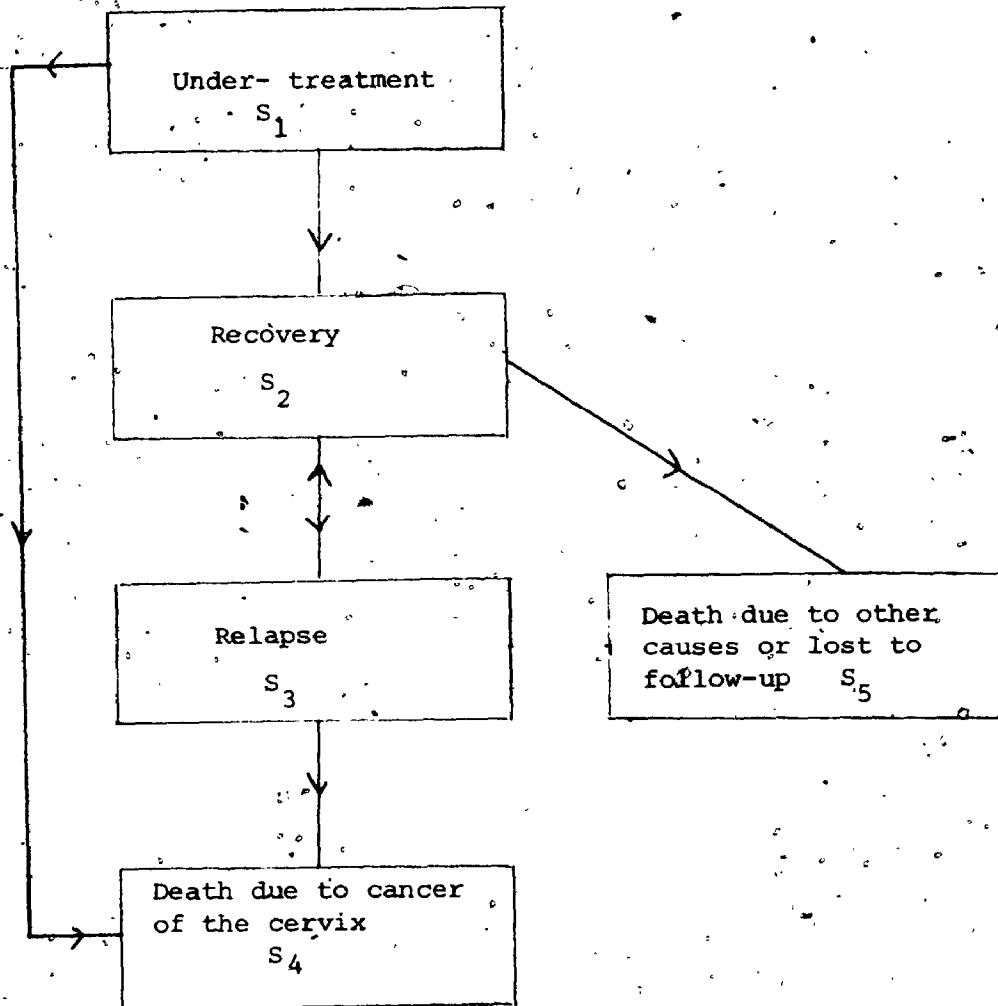 Under- treatment
S1
Recovery
S2
Relapse
S3
Death due to other
causes or lost to
follow-up S5
Death due to cancer
of the cervix
S4